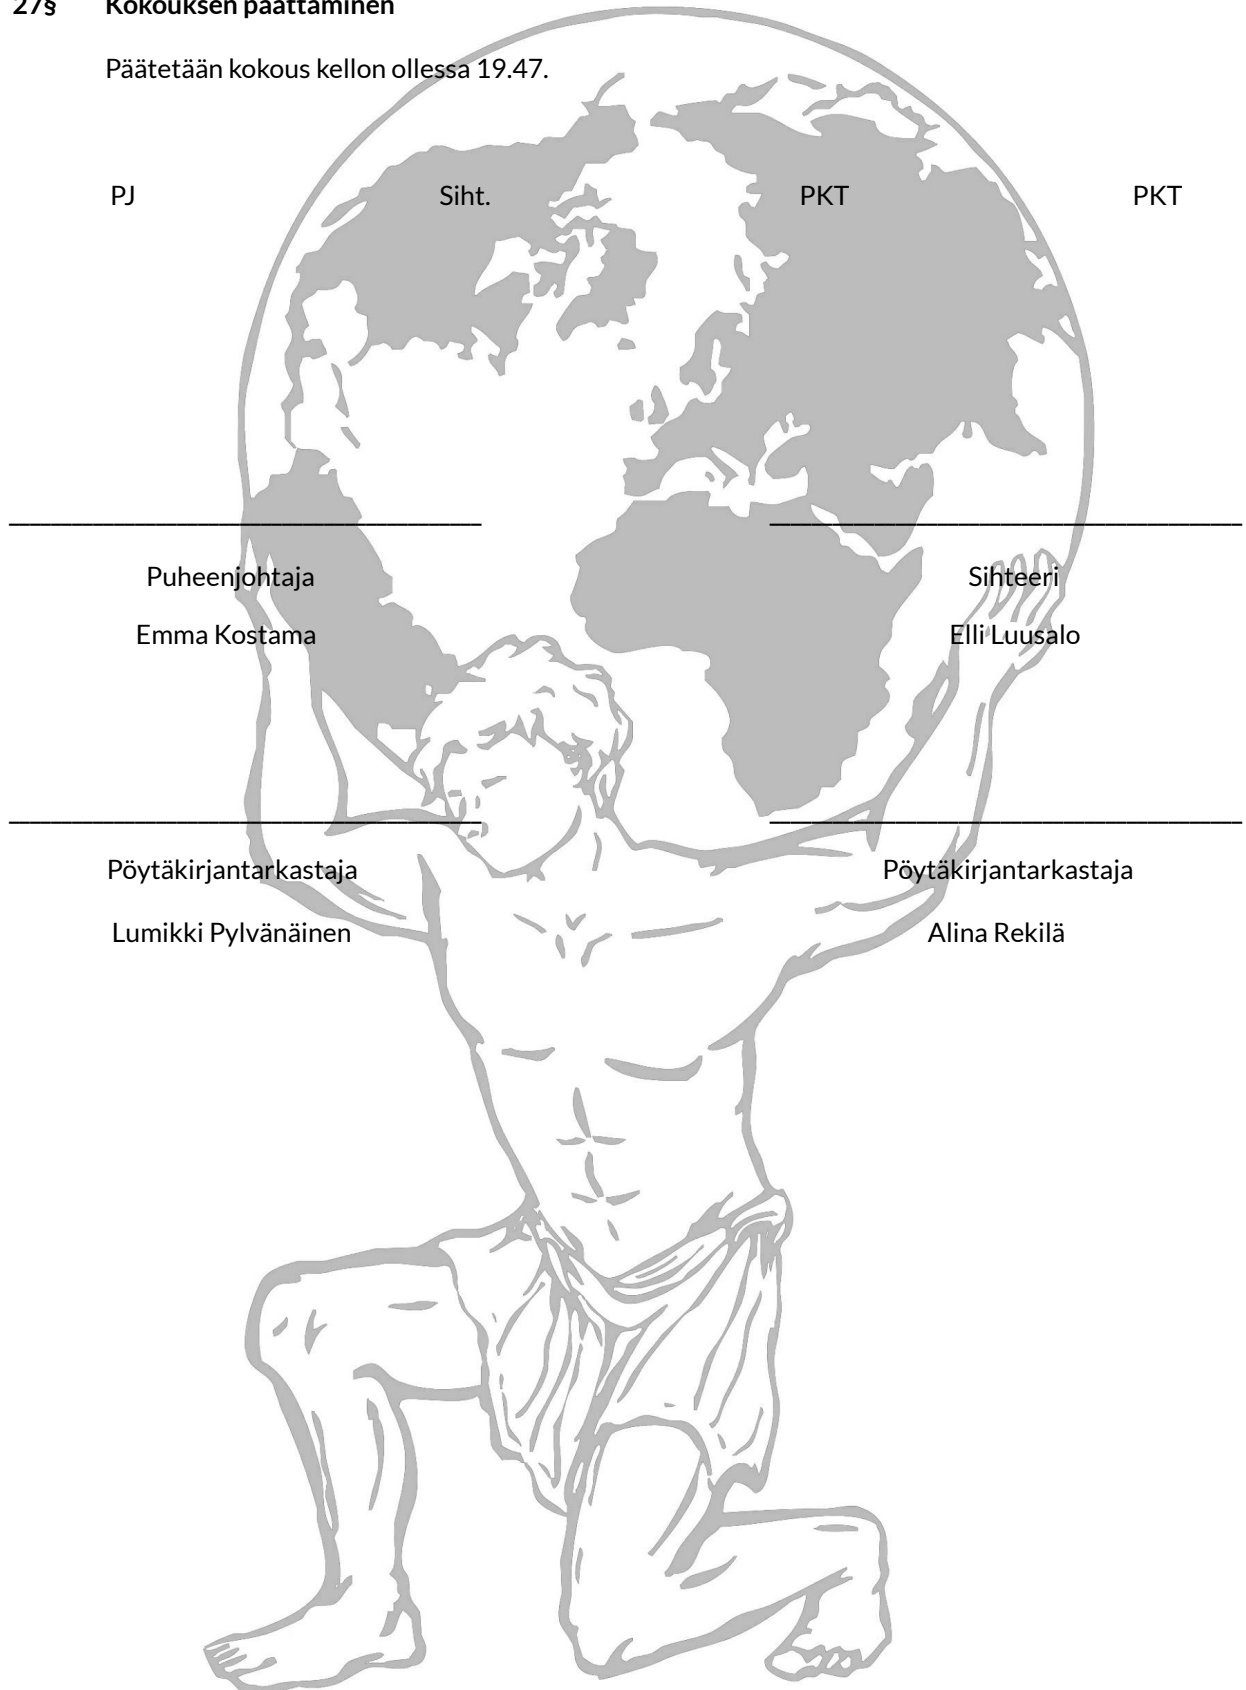 27§ Kokouksen päättäminen
Päätetään kokous kellon ollessa 19.47.
PJ Siht. PKT PKT
Puheenjohtaja Sihteeri
Emma Kostama Elli Luusalo
Pöytäkirjantarkastaja Pöytäkirjantarkastaja
Lumikki Pylvänäinen Alina Rekilä